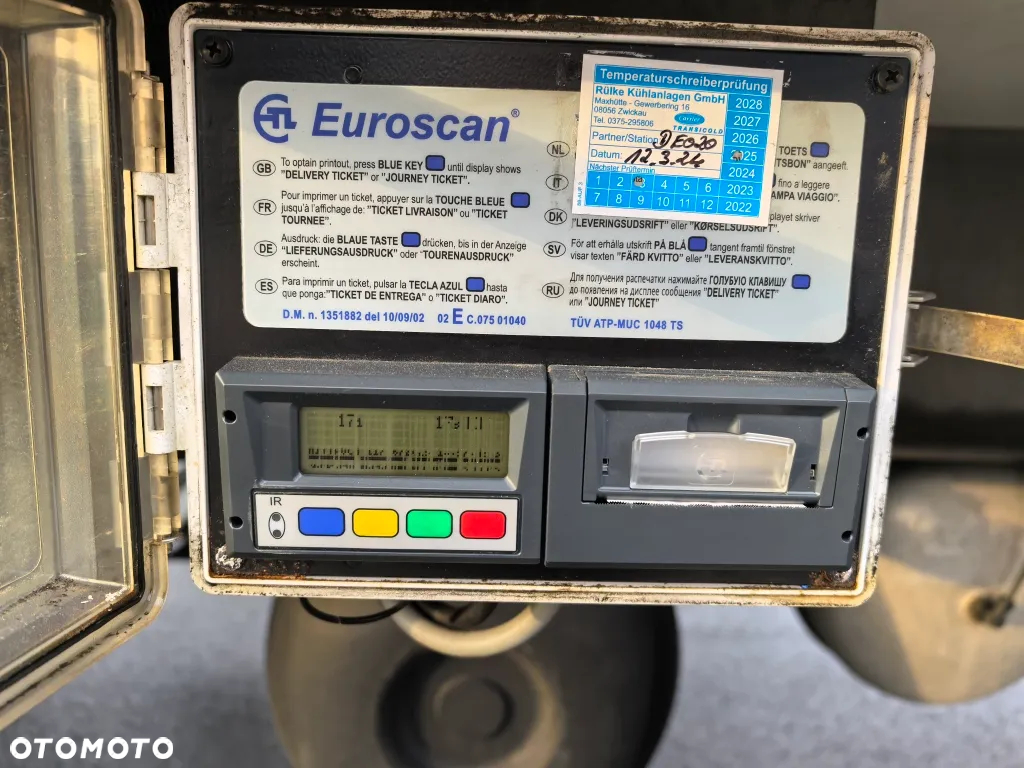 Euroscan®
GB To optain printout, press BLUE KEY until display shows
"DELIVERY TICKET" or "JOURNEY TICKET".
FR Pour imprimer un ticket, appuyer sur la TOUCHE BLEUE
jusqu'à l'affichage de: "TICKET LIVRAISON" ou "TICKET
TOURNEE".
DE Ausdruck: die BLAUE TASTE drücken, bis in der Anzeige
"LIEFERUNGSAUSDRUCK" oder "TOURENAUSDRUCK"
erscheint.
ES Para imprimir un ticket, pulsar la TECLA AZUL hasta
que ponga:"TICKET DE ENTREGA" o "TICKET DIARO".
D.M. n. 1351882 del 10/09/02 02 E C.075 01040
Temperaturschreiberprüfung
Rülke Kühlanlagen GmbH
Maxhütte - Gewerbering 16
08056 Zwickau
Tel. 0375-295806
Carrier
TRANSICOLD
Partner/Station
Datum: 12.3.24
Nächster Prüftermin
2028
2027
2026
2025
2024
1 2 4 5 6 2023
7 8 9 10 11 12 2022
NL TOETS
TSBON" aangeeft.
IT fino a leggere
AMPA VIAGGIO".
DK playet skriver
"LEVERINGSUDSRIFT" eller "KØRSELSUDSRIFT".
SV För att erhålla utskrift PÅ BLÅ tangent framtil fönstret
visar texten "FÄRD KVITTO" eller "LEVERANSKVITTO".
RU Для получения распечатки нажимайте ГОЛУБУЮ КЛАВИШУ
до появления на дисплее сообщения "DELIVERY TICKET"
или "JOURNEY TICKET"
TÜV ATP-MUC 1048 TS
IR
OTOMOTO